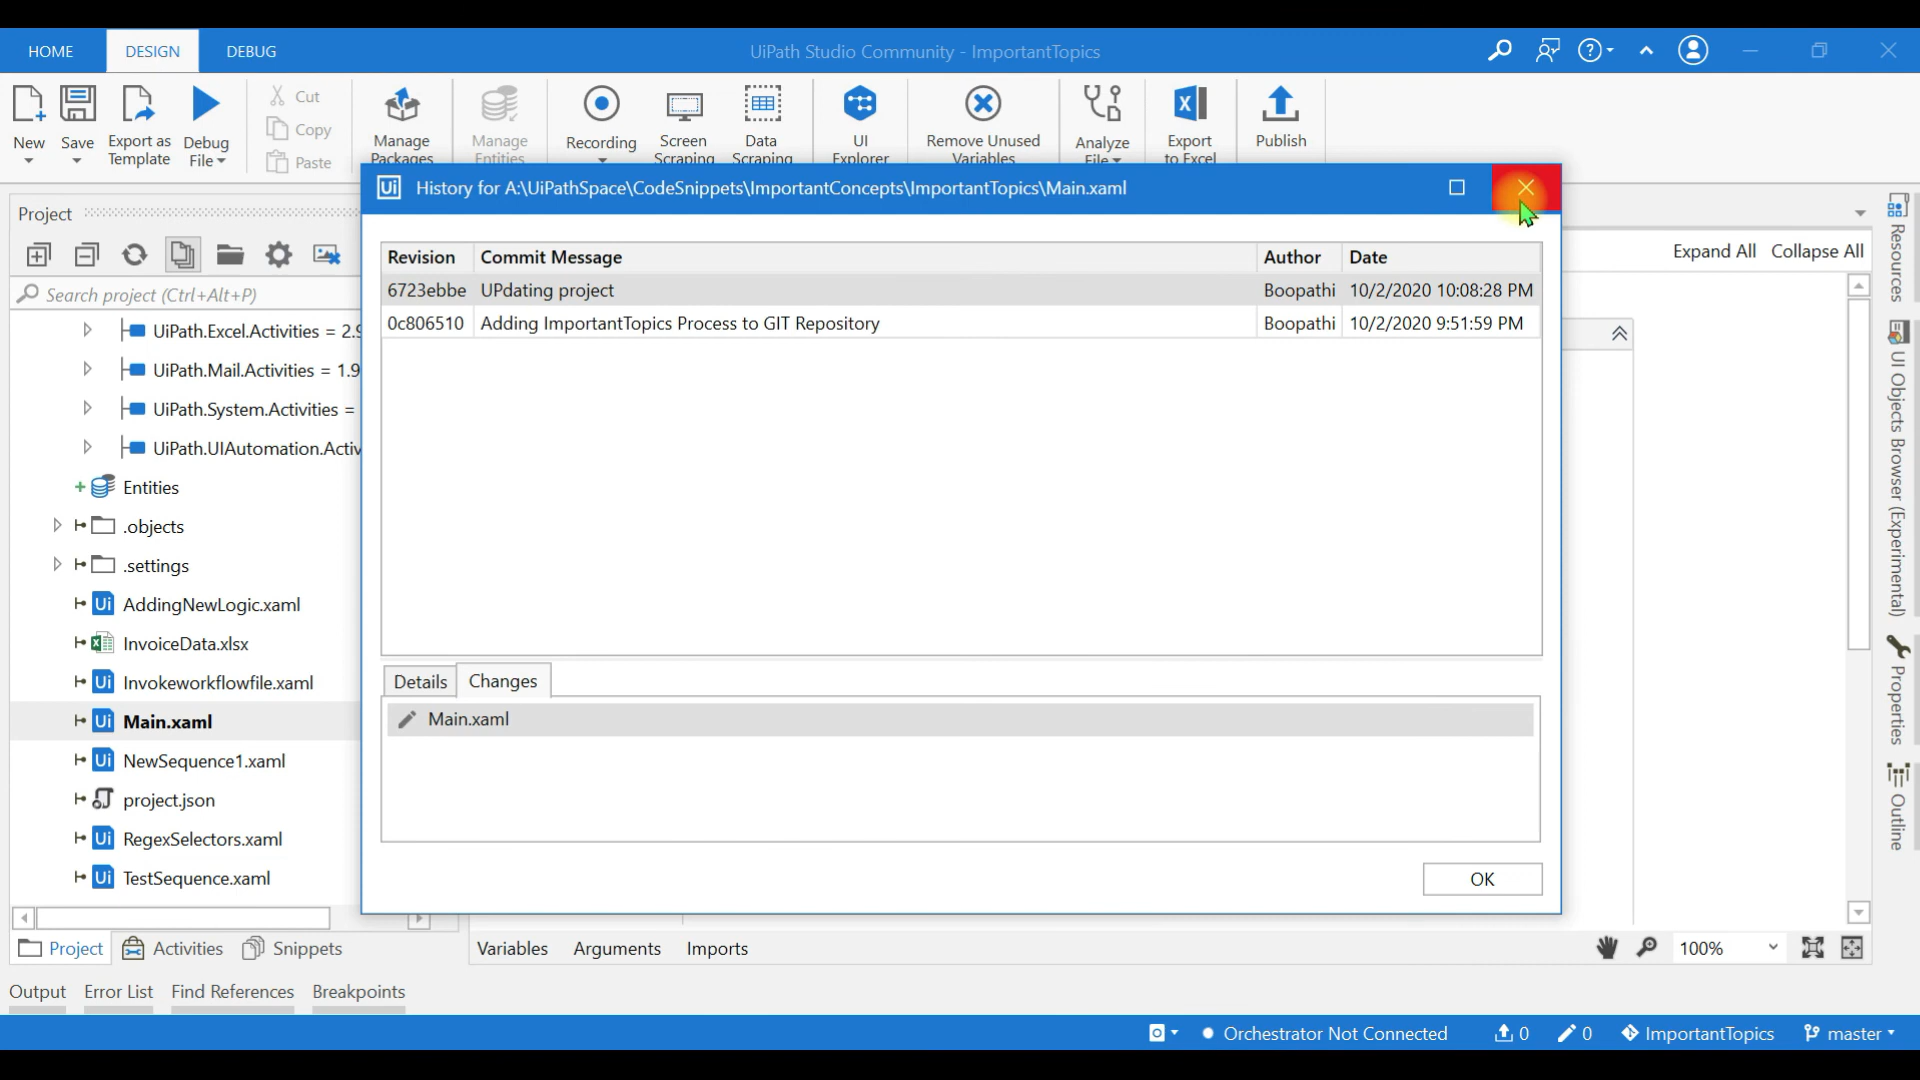 HOME DESIGN DEBUG UiPath Studio Community - ImportantTopics
New Save Export as Template Debug File Cut Copy Paste Manage Packages Manage Entities Recording Screen Scraping Data Scraping UI Explorer Remove Unused Variables Analyze File Export to Excel Publish
Ui History for A:\UiPathSpace\CodeSnippets\ImportantConcepts\ImportantTopics\Main.xaml
Project
Expand All Collapse All
Search project (Ctrl+Alt+P)
UiPath.Excel.Activities = 2.9
UiPath.Mail.Activities = 1.9
UiPath.System.Activities =
UiPath.UIAutomation.Activ
Entities
.objects
.settings
Ui AddingNewLogic.xaml
InvoiceData.xlsx
Ui Invokeworkflowfile.xaml
Ui Main.xaml
Ui NewSequence1.xaml
project.json
Ui RegexSelectors.xaml
Ui TestSequence.xaml
Revision Commit Message Author Date
6723ebbe UPdating project Boopathi 10/2/2020 10:08:28 PM
0c806510 Adding ImportantTopics Process to GIT Repository Boopathi 10/2/2020 9:51:59 PM
Details Changes
Main.xaml
OK
Resources
UI Objects Browser (Experimental)
Properties
Outline
Project Activities Snippets
Variables Arguments Imports 100%
Output Error List Find References Breakpoints
Orchestrator Not Connected 0 0 ImportantTopics master